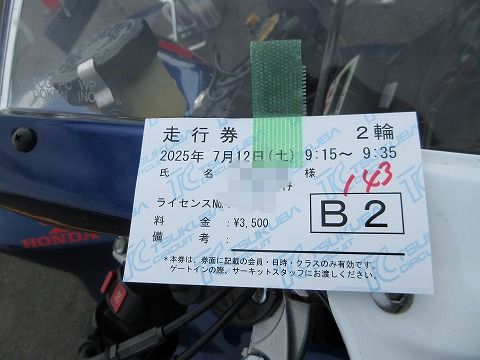 走行券 2輪
2025年 7月12日(土) 9:15～ 9:35
氏 名 様
143
ライセンスNo.:
B2
料 金 :¥3,500
備 考 :
*本券は、券面に記載の会員・日時・クラスのみ有効です。
ゲートインの際、サーキットスタッフにお渡しください。
TSUKUBA CIRCUIT
HONDA